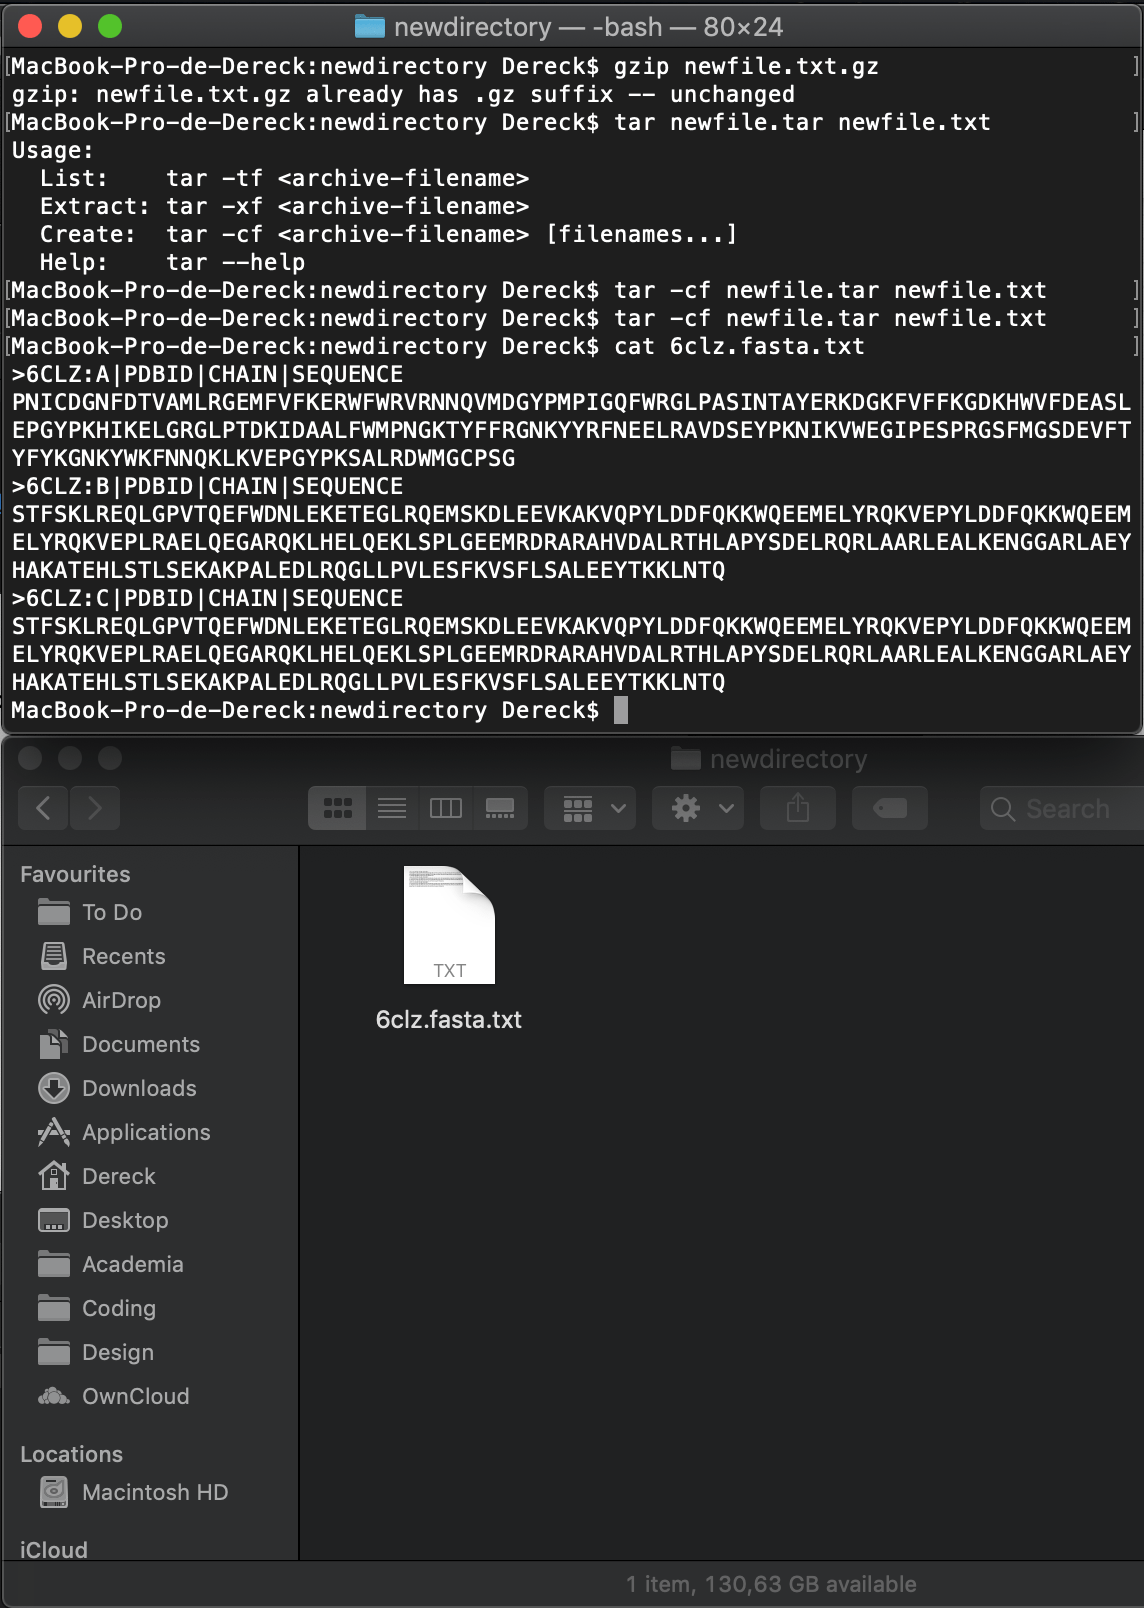 newdirectory — -bash — 80×24
[MacBook-Pro-de-Dereck:newdirectory Dereck$ gzip newfile.txt.gz ]
gzip: newfile.txt.gz already has .gz suffix -- unchanged
[MacBook-Pro-de-Dereck:newdirectory Dereck$ tar newfile.tar newfile.txt ]
Usage:
List: tar -tf <archive-filename>
Extract: tar -xf <archive-filename>
Create: tar -cf <archive-filename> [filenames...]
Help: tar --help
[MacBook-Pro-de-Dereck:newdirectory Dereck$ tar -cf newfile.tar newfile.txt ]
[MacBook-Pro-de-Dereck:newdirectory Dereck$ tar -cf newfile.tar newfile.txt ]
[MacBook-Pro-de-Dereck:newdirectory Dereck$ cat 6clz.fasta.txt ]
>6CLZ:A|PDBID|CHAIN|SEQUENCE
PNICDGNFDTVAMLRGEMFVFKERWFWRVRNNQVMDGYPMPIGQFWRGLPASINTAYERKDGKFVFFKGDKHWVFDEASL
EPGYPKHIKELGRGLPTDKIDAALFWMPNGKTYFFRGNKYYRFNEELRAVDSEYPKNIKVWEGIPESPRGSFMGSDEVFT
YFYKGNKYWKFNNQKLKVEPGYPKSALRDWMGCPSG
>6CLZ:B|PDBID|CHAIN|SEQUENCE
STFSKLREQLGPVTQEFWDNLEKETEGLRQEMSKDLEEVKAKVQPYLDDFQKKWQEEMELYRQKVEPYLDDFQKKWQEEM
ELYRQKVEPLRAELQEGARQKLHELQEKLSPLGEEMRDRARAHVDALRTHLAPYSDELRQRLAARLEALKENGGARLAEY
HAKATEHLSTLSEKAKPALEDLRQGLLPVLESFKVSFLSALEEYTKKLNTQ
>6CLZ:C|PDBID|CHAIN|SEQUENCE
STFSKLREQLGPVTQEFWDNLEKETEGLRQEMSKDLEEVKAKVQPYLDDFQKKWQEEMELYRQKVEPYLDDFQKKWQEEM
ELYRQKVEPLRAELQEGARQKLHELQEKLSPLGEEMRDRARAHVDALRTHLAPYSDELRQRLAARLEALKENGGARLAEY
HAKATEHLSTLSEKAKPALEDLRQGLLPVLESFKVSFLSALEEYTKKLNTQ
MacBook-Pro-de-Dereck:newdirectory Dereck$
newdirectory
Search
Favourites
To Do
Recents
AirDrop
Documents
Downloads
Applications
Dereck
Desktop
Academia
Coding
Design
OwnCloud
Locations
Macintosh HD
iCloud
TXT
6clz.fasta.txt
1 item, 130,63 GB available